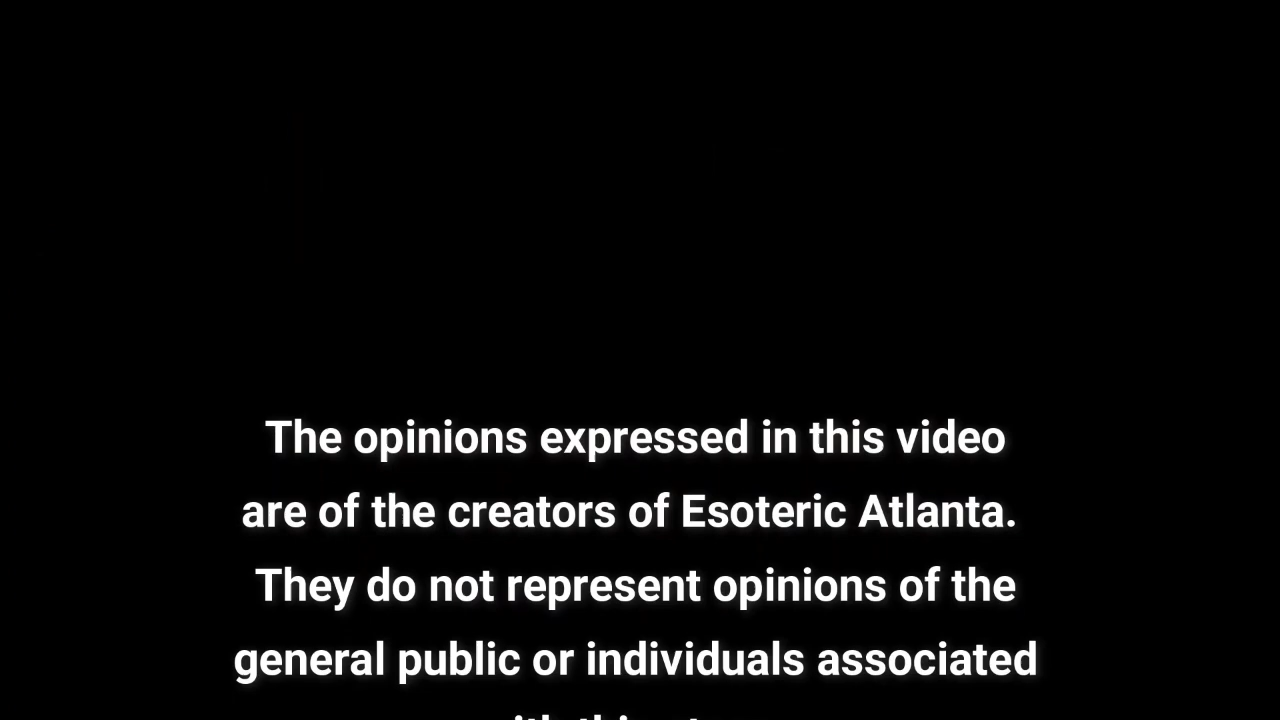 The opinions expressed in this video
are of the creators of Esoteric Atlanta.
They do not represent opinions of the
general public or individuals associated